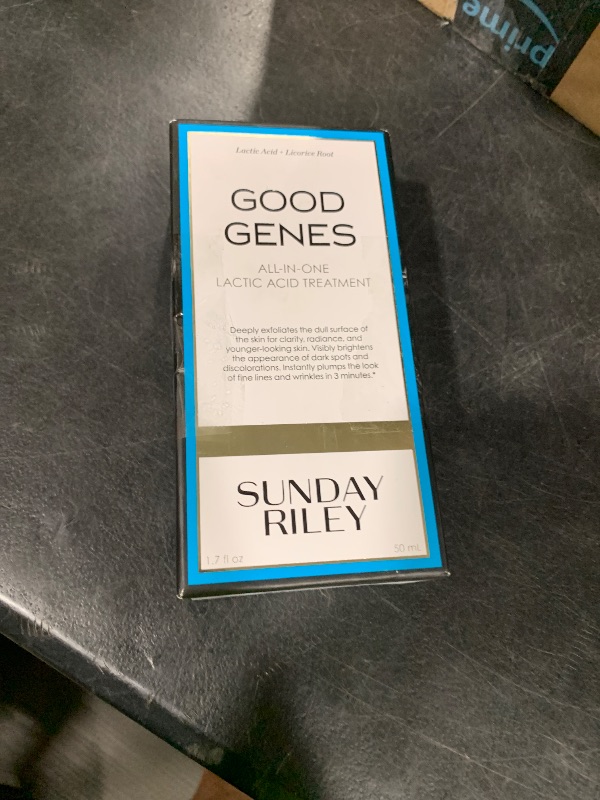 prime
Lactic Acid • Licorice Root
GOOD
GENES
ALL-IN-ONE
LACTIC ACID TREATMENT
Deeply exfoliates the dull surface of
the skin for clarity, radiance, and
younger-looking skin. Visibly brightens
the appearance of dark spots and
discolorations. Instantly plumps the look
of fine lines and wrinkles in 3 minutes.*
SUNDAY
RILEY
1.7 fl oz 50 mL